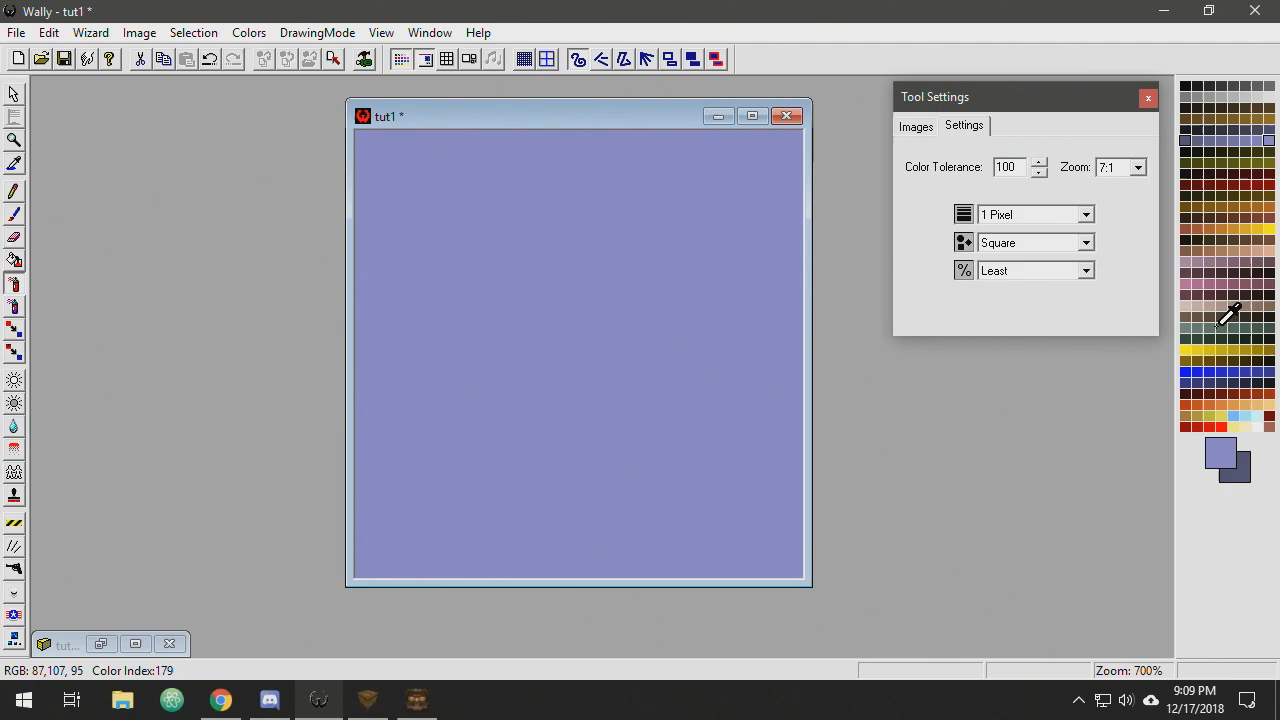 Wally - tut1 *
File Edit Wizard Image Selection Colors DrawingMode View Window Help
tut1 *
Tool Settings
Images Settings
Color Tolerance: 100 Zoom: 7:1
1 Pixel
Square
% Least
tut...
RGB: 87,107, 95 Color Index:179
Zoom: 700%
9:09 PM
12/17/2018